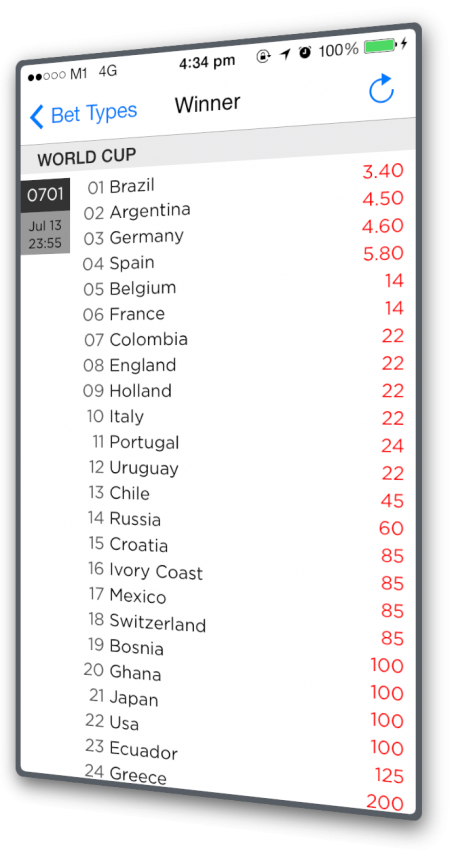 M1 4G 4:34 pm 100%
Bet Types Winner
WORLD CUP
0701
Jul 13
23:55
01 Brazil 3.40
02 Argentina 4.50
03 Germany 4.60
04 Spain 5.80
05 Belgium 14
06 France 14
07 Colombia 22
08 England 22
09 Holland 22
10 Italy 22
11 Portugal 24
12 Uruguay 22
13 Chile 45
14 Russia 60
15 Croatia 85
16 Ivory Coast 85
17 Mexico 85
18 Switzerland 85
19 Bosnia 100
20 Ghana 100
21 Japan 100
22 Usa 100
23 Ecuador 125
24 Greece 200